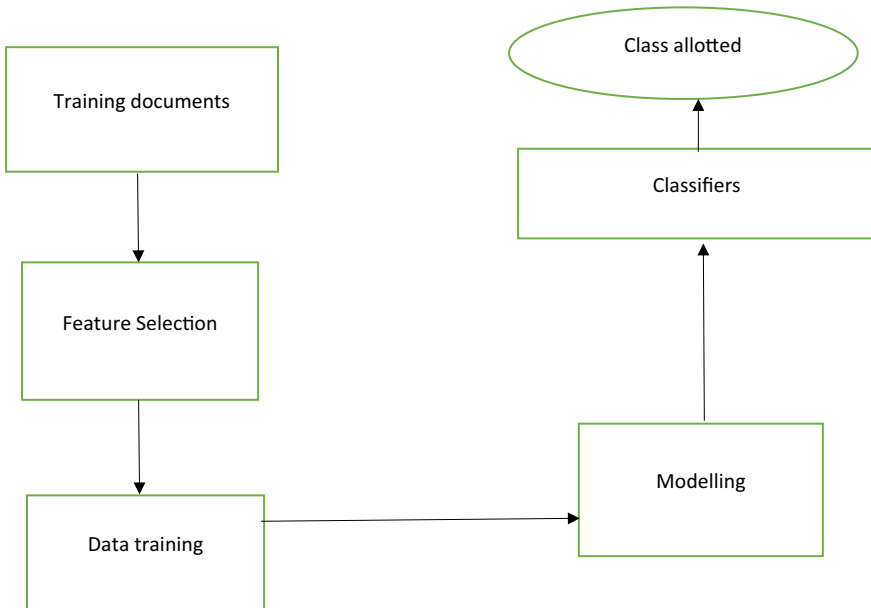 Training documents
Feature Selection
Data training
Modelling
Classifiers
Class allotted